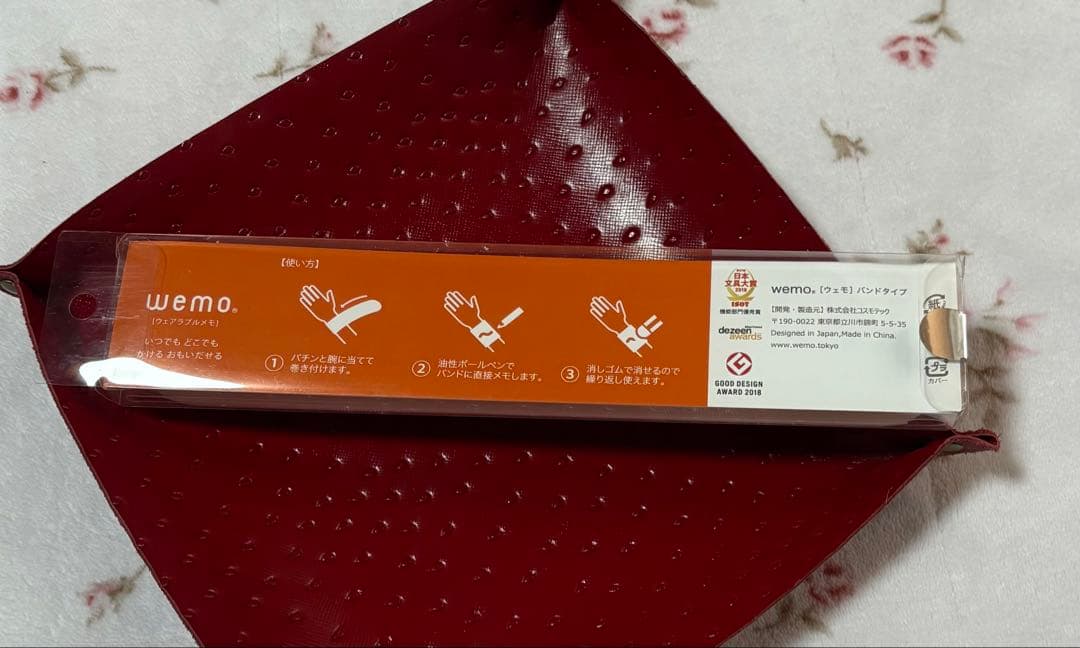 wemo®
[ウェアラブルメモ]
いつでも どこでも
かける おもいだせる
【使い方】
① パチンと腕に当てて
巻き付けます。
② 油性ボールペンで
バンドに直接メモします。
③ 消しゴムで消せるので
繰り返し使えます。
日本
文具大賞
2018
ISOT
機能部門優秀賞
dezeen
awards
GOOD DESIGN
AWARD 2018
wemo® [ウェモ] バンドタイプ
【開発・製造元】株式会社コスモテック
〒190-0022 東京都立川市錦町 5-5-35
Designed in Japan,Made in China.
www.wemo.tokyo
紙
プラ
カバー